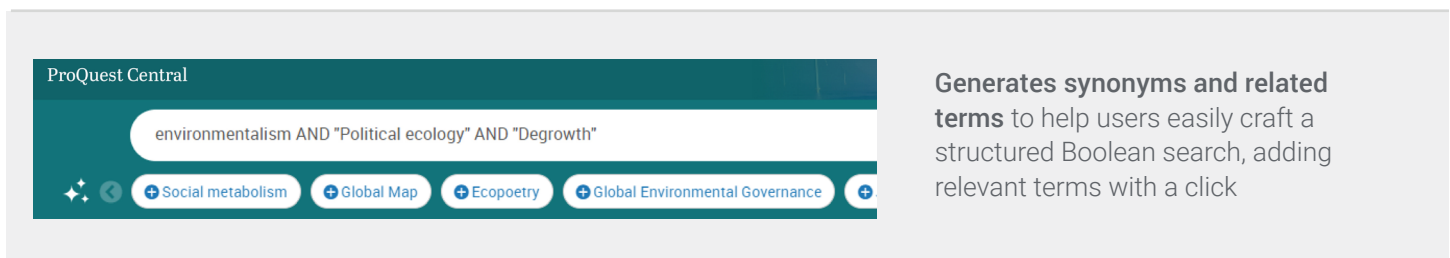 ProQuest Central
environmentalism AND "Political ecology" AND "Degrowth"
Social metabolism Global Map Ecopoetry Global Environmental Governance
Generates synonyms and related
terms to help users easily craft a
structured Boolean search, adding
relevant terms with a click